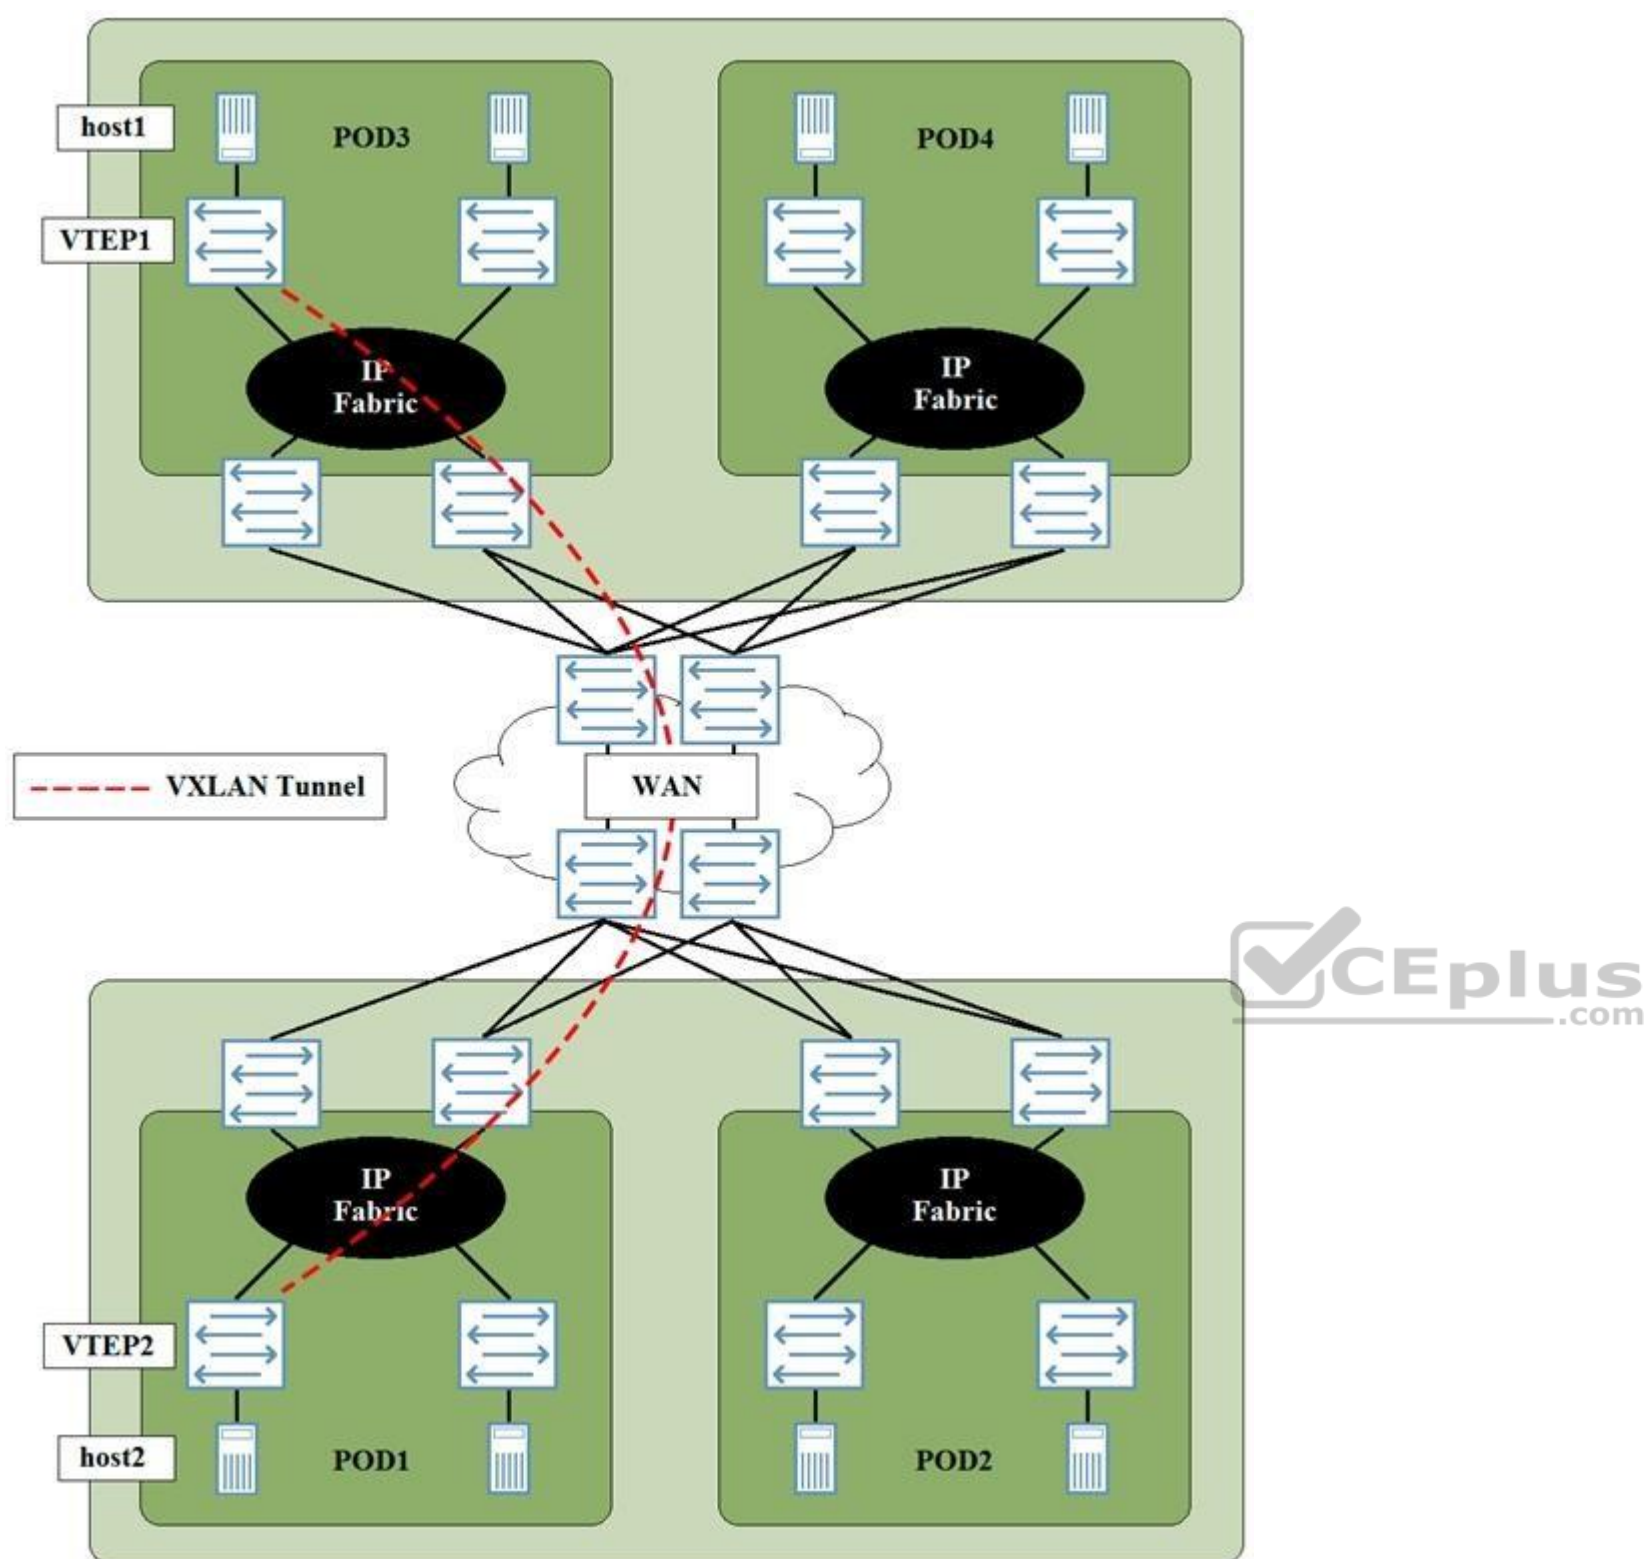 host1
POD3
POD4
VTEP1
IP
Fabric
IP
Fabric
VXLAN Tunnel
WAN
CEplus
.com
IP
Fabric
IP
Fabric
VTEP2
host2
POD1
POD2